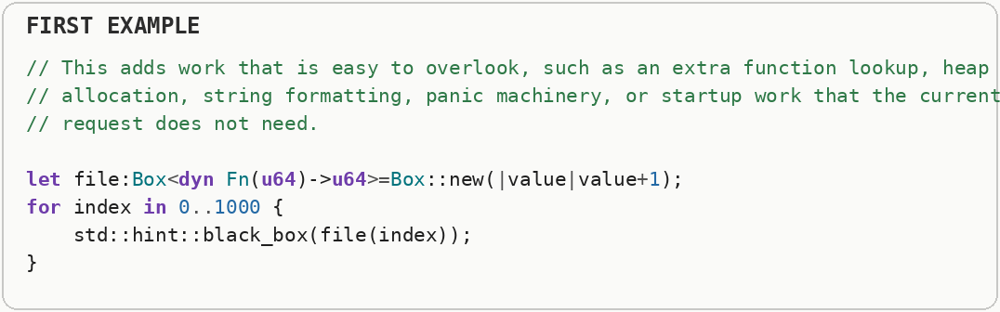 FIRST EXAMPLE
// This adds work that is easy to overlook, such as an extra function lookup, heap
// allocation, string formatting, panic machinery, or startup work that the current
// request does not need.
let file:Box<dyn Fn(u64)->u64>=Box::new(|value|value+1);
for index in 0..1000 {
    std::hint::black_box(file(index));
}